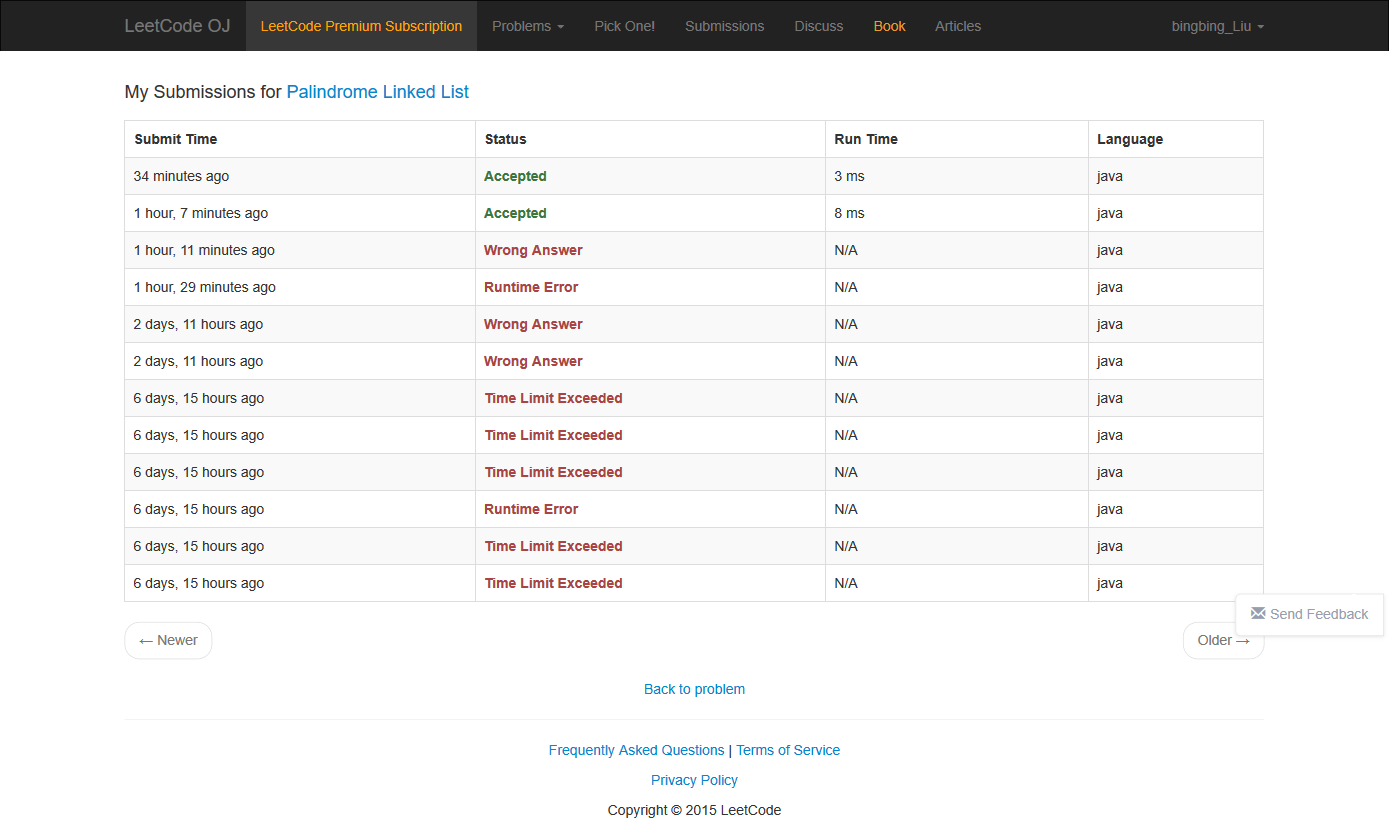 LeetCode OJ LeetCode Premium Subscription Problems Pick One! Submissions Discuss Book Articles bingbing_Liu
My Submissions for Palindrome Linked List
Submit Time Status Run Time Language
34 minutes ago Accepted 3 ms java
1 hour, 7 minutes ago Accepted 8 ms java
1 hour, 11 minutes ago Wrong Answer N/A java
1 hour, 29 minutes ago Runtime Error N/A java
2 days, 11 hours ago Wrong Answer N/A java
2 days, 11 hours ago Wrong Answer N/A java
6 days, 15 hours ago Time Limit Exceeded N/A java
6 days, 15 hours ago Time Limit Exceeded N/A java
6 days, 15 hours ago Time Limit Exceeded N/A java
6 days, 15 hours ago Runtime Error N/A java
6 days, 15 hours ago Time Limit Exceeded N/A java
6 days, 15 hours ago Time Limit Exceeded N/A java
Send Feedback
← Newer Older →
Back to problem
Frequently Asked Questions | Terms of Service
Privacy Policy
Copyright © 2015 LeetCode